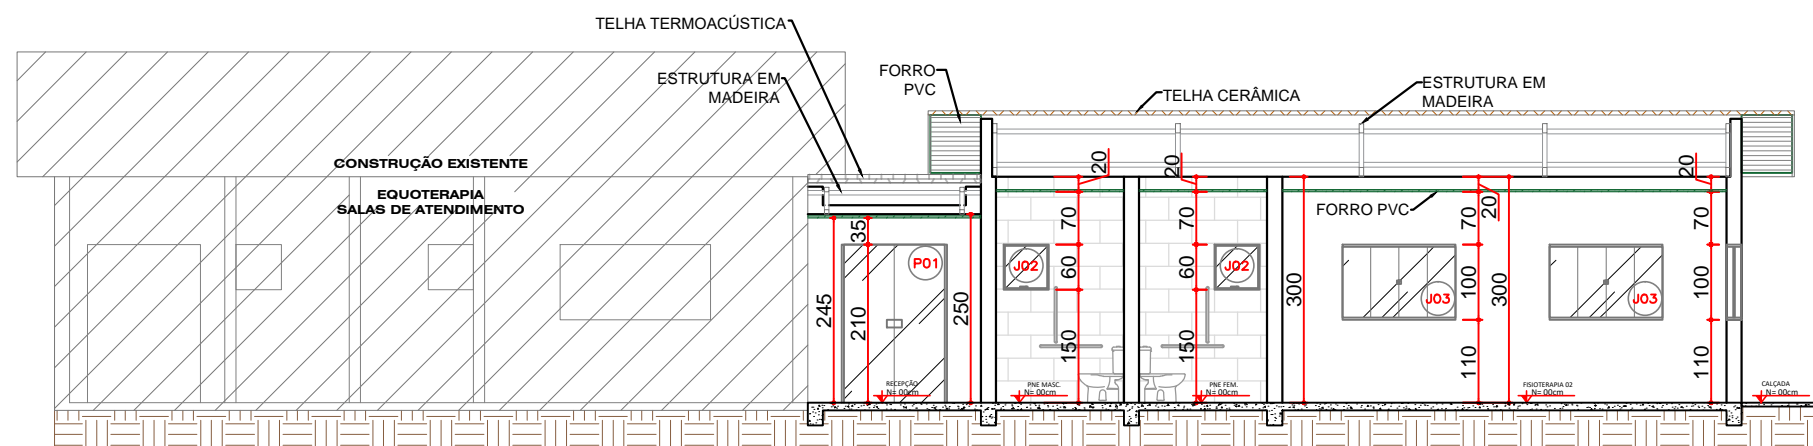 TELHA TERMOACÚSTICA
ESTRUTURA EM
MADEIRA
FORRO
PVC
TELHA CERÂMICA
ESTRUTURA EM
MADEIRA
CONSTRUÇÃO EXISTENTE
EQUOTERAPIA
SALAS DE ATENDIMENTO
FORRO PVC
20
20
20
20
35
70
70
70
70
P01
J02
J02
J03
J03
245
210
250
60
60
300
100
300
100
150
150
110
110
RECEPÇÃO
N= 00cm
PNE MASC.
N= 00cm
PNE FEM.
N= 00cm
FISIOTERAPIA 02
N= 00cm
CALÇADA
N= 00cm